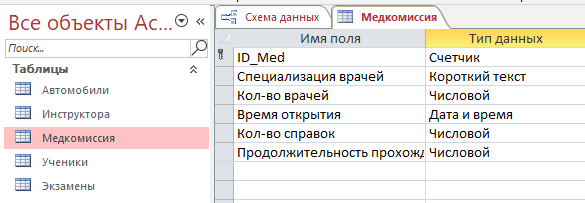 Все объекты Ac...
Поиск...
Таблицы
Автомобили
Инструктора
Медкомиссия
Ученики
Экзамены
Схема данных
Медкомиссия
Имя поля Тип данных
ID_Med Счетчик
Специализация врачей Короткий текст
Кол-во врачей Числовой
Время открытия Дата и время
Кол-во справок Числовой
Продолжительность прохожд Числовой